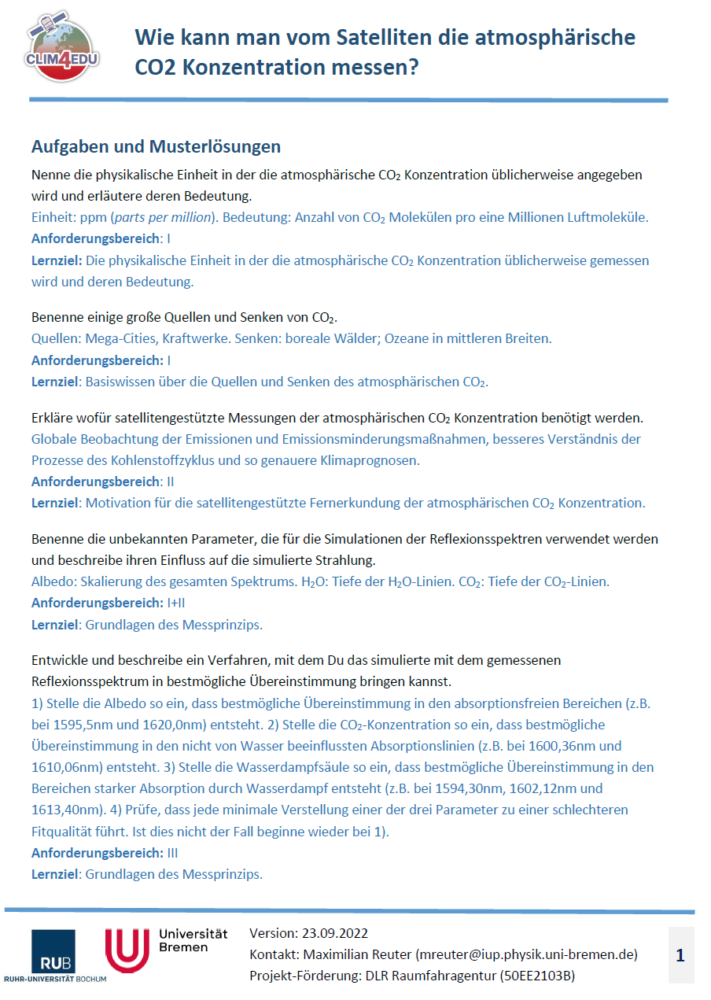 CLIM4EDU
Wie kann man vom Satelliten die atmosphärische
CO2 Konzentration messen?
Aufgaben und Musterlösungen
Nenne die physikalische Einheit in der die atmosphärische CO₂ Konzentration üblicherweise angegeben
wird und erläutere deren Bedeutung.
Einheit: ppm (parts per million). Bedeutung: Anzahl von CO₂ Molekülen pro eine Millionen Luftmoleküle.
Anforderungsbereich: I
Lernziel: Die physikalische Einheit in der die atmosphärische CO₂ Konzentration üblicherweise gemessen
wird und deren Bedeutung.
Benenne einige große Quellen und Senken von CO₂.
Quellen: Mega-Cities, Kraftwerke. Senken: boreale Wälder; Ozeane in mittleren Breiten.
Anforderungsbereich: I
Lernziel: Basiswissen über die Quellen und Senken des atmosphärischen CO₂.
Erkläre wofür satellitengestützte Messungen der atmosphärischen CO₂ Konzentration benötigt werden.
Globale Beobachtung der Emissionen und Emissionsminderungsmaßnahmen, besseres Verständnis der
Prozesse des Kohlenstoffzyklus und so genauere Klimaprognosen.
Anforderungsbereich: II
Lernziel: Motivation für die satellitengestützte Fernerkundung der atmosphärischen CO₂ Konzentration.
Benenne die unbekannten Parameter, die für die Simulationen der Reflexionsspektren verwendet werden
und beschreibe ihren Einfluss auf die simulierte Strahlung.
Albedo: Skalierung des gesamten Spektrums. H₂O: Tiefe der H₂O-Linien. CO₂: Tiefe der CO₂-Linien.
Anforderungsbereich: I+II
Lernziel: Grundlagen des Messprinzips.
Entwickle und beschreibe ein Verfahren, mit dem Du das simulierte mit dem gemessenen
Reflexionsspektrum in bestmögliche Übereinstimmung bringen kannst.
1) Stelle die Albedo so ein, dass bestmögliche Übereinstimmung in den absorptionsfreien Bereichen (z.B.
bei 1595,5nm und 1620,0nm) entsteht. 2) Stelle die CO₂-Konzentration so ein, dass bestmögliche
Übereinstimmung in den nicht von Wasser beeinflussten Absorptionslinien (z.B. bei 1600,36nm und
1610,06nm) entsteht. 3) Stelle die Wasserdampfsäule so ein, dass bestmögliche Übereinstimmung in den
Bereichen starker Absorption durch Wasserdampf entsteht (z.B. bei 1594,30nm, 1602,12nm und
1613,40nm). 4) Prüfe, dass jede minimale Verstellung einer der drei Parameter zu einer schlechteren
Fitqualität führt. Ist dies nicht der Fall beginne wieder bei 1).
Anforderungsbereich: III
Lernziel: Grundlagen des Messprinzips.
RUB
RUHR-UNIVERSITÄT BOCHUM
Universität
Bremen
Version: 23.09.2022
Kontakt: Maximilian Reuter (mreuter@iup.physik.uni-bremen.de)
Projekt-Förderung: DLR Raumfahragentur (50EE2103B)
1